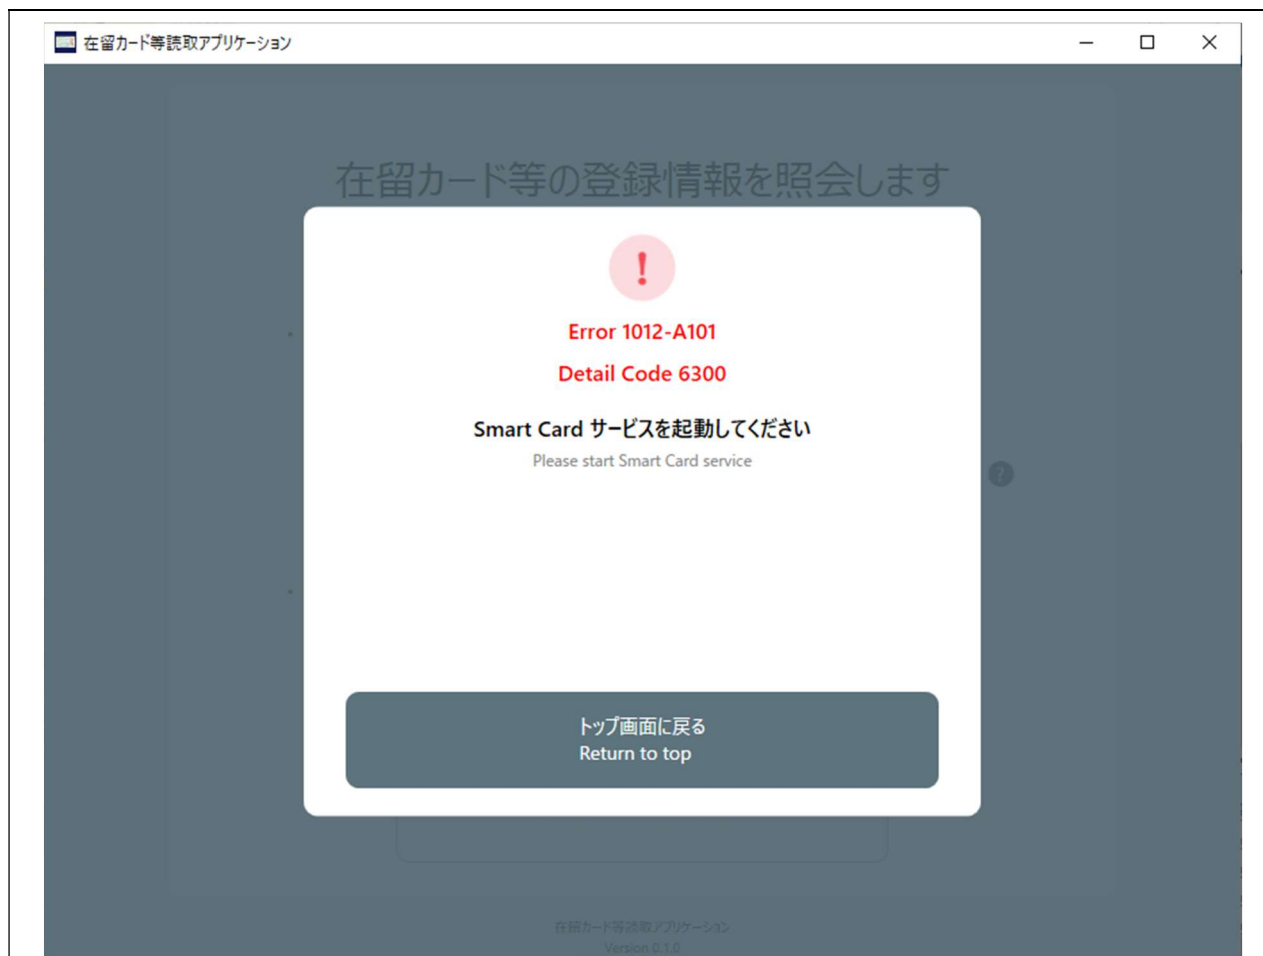 在留カード等読取アプリケーション
在留カード等の登録情報を照会します
!
Error 1012-A101
Detail Code 6300
Smart Card サービスを起動してください
Please start Smart Card service
?
トップ画面に戻る
Return to top
在留カード等読取アプリケーション
Version 0.1.0